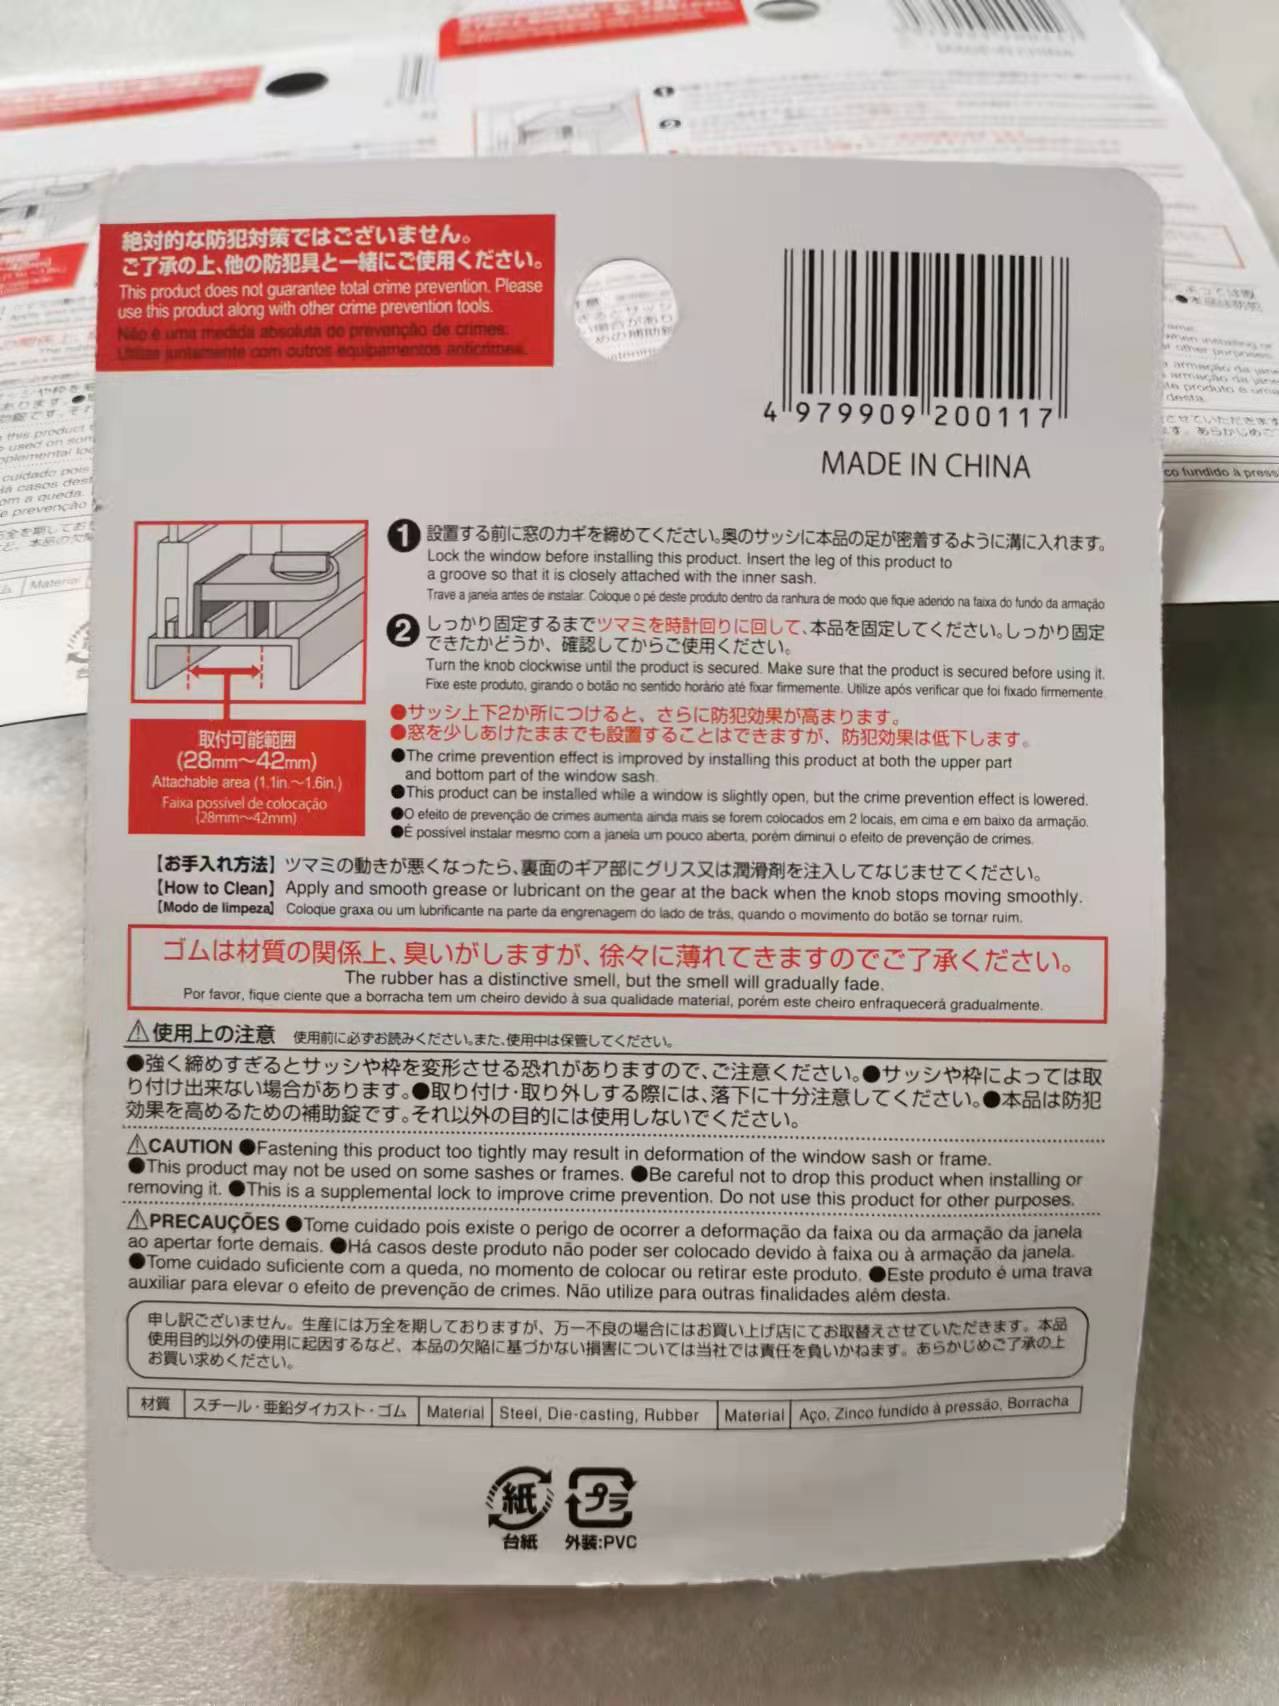 絶対的な防犯対策ではございません。
ご了承の上、他の防犯具と一緒にご使用ください。
This product does not guarantee total crime prevention. Please
use this product along with other crime prevention tools.
Não é uma medida absoluta de prevenção de crimes.
Utilize juntamente com outros equipamentos anticrimes.
4 979909 200117
MADE IN CHINA
1 設置する前に窓のカギを締めてください。奥のサッシに本品の足が密着するように溝に入れます。
Lock the window before installing this product. Insert the leg of this product to
a groove so that it is closely attached with the inner sash.
Trave a janela antes de instalar. Coloque o pé deste produto dentro da ranhura de modo que fique aderido na faixa do fundo da armação
2 しっかり固定するまでツマミを時計回りに回して、本品を固定してください。しっかり固定
できたかどうか、確認してからご使用ください。
Turn the knob clockwise until the product is secured. Make sure that the product is secured before using it.
Fixe este produto, girando o botão no sentido horário até fixar firmemente. Utilize após verificar que foi fixado firmemente
●サッシ上下2か所につけると、さらに防犯効果が高まります。
●窓を少しあけたままでも設置することはできますが、防犯効果は低下します。
●The crime prevention effect is improved by installing this product at both the upper part
and bottom part of the window sash.
●This product can be installed while a window is slightly open, but the crime prevention effect is lowered.
●O efeito de prevenção de crimes aumenta ainda mais se forem colocados em 2 locais, em cima e em baixo da armação.
●É possível instalar mesmo com a janela um pouco aberta, porém diminui o efeito de prevenção de crimes.
取付可能範囲
(28mm～42mm)
Attachable area (1.1in.～1.6in.)
Faixa possível de colocação
(28mm～42mm)
【お手入れ方法】 ツマミの動きが悪くなったら、裏面のギア部にグリス又は潤滑剤を注入してなじませてください。
【How to Clean】 Apply and smooth grease or lubricant on the gear at the back when the knob stops moving smoothly.
【Modo de limpeza】 Coloque graxa ou um lubrificante na parte da engrenagem do lado de trás, quando o movimento do botão se tornar ruim.
ゴムは材質の関係上、臭いがしますが、徐々に薄れてきますのでご了承ください。
The rubber has a distinctive smell, but the smell will gradually fade.
Por favor, fique ciente que a borracha tem um cheiro devido à sua qualidade material, porém este cheiro enfraquecerá gradualmente.
⚠使用上の注意 使用前に必ずお読みください。また、使用中は保管してください。
●強く締めすぎるとサッシや枠を変形させる恐れがありますので、ご注意ください。●サッシや枠によっては取
り付け出来ない場合があります。●取り付け・取り外しする際には、落下に十分注意してください。●本品は防犯
効果を高めるための補助錠です。それ以外の目的には使用しないでください。
⚠CAUTION ●Fastening this product too tightly may result in deformation of the window sash or frame.
●This product may not be used on some sashes or frames. ●Be careful not to drop this product when installing or
removing it. ●This is a supplemental lock to improve crime prevention. Do not use this product for other purposes.
⚠PRECAUÇÕES ●Tome cuidado pois existe o perigo de ocorrer a deformação da faixa ou da armação da janela
ao apertar forte demais. ●Há casos deste produto não poder ser colocado devido à faixa ou à armação da janela.
●Tome cuidado suficiente com a queda, no momento de colocar ou retirar este produto. ●Este produto é uma trava
auxiliar para elevar o efeito de prevenção de crimes. Não utilize para outras finalidades além desta.
申し訳ございません。生産には万全を期しておりますが、万一不良の場合にはお買い上げ店にてお取替えさせていただきます。本品
使用目的以外の使用に起因するなど、本品の欠陥に基づかない損害については当社では責任を負いかねます。あらかじめご了承の上
お買い求めください。
材質 スチール・亜鉛ダイカスト・ゴム Material Steel, Die-casting, Rubber Material Aço, Zinco fundido à pressão, Borracha
紙 プラ
台紙 外装:PVC